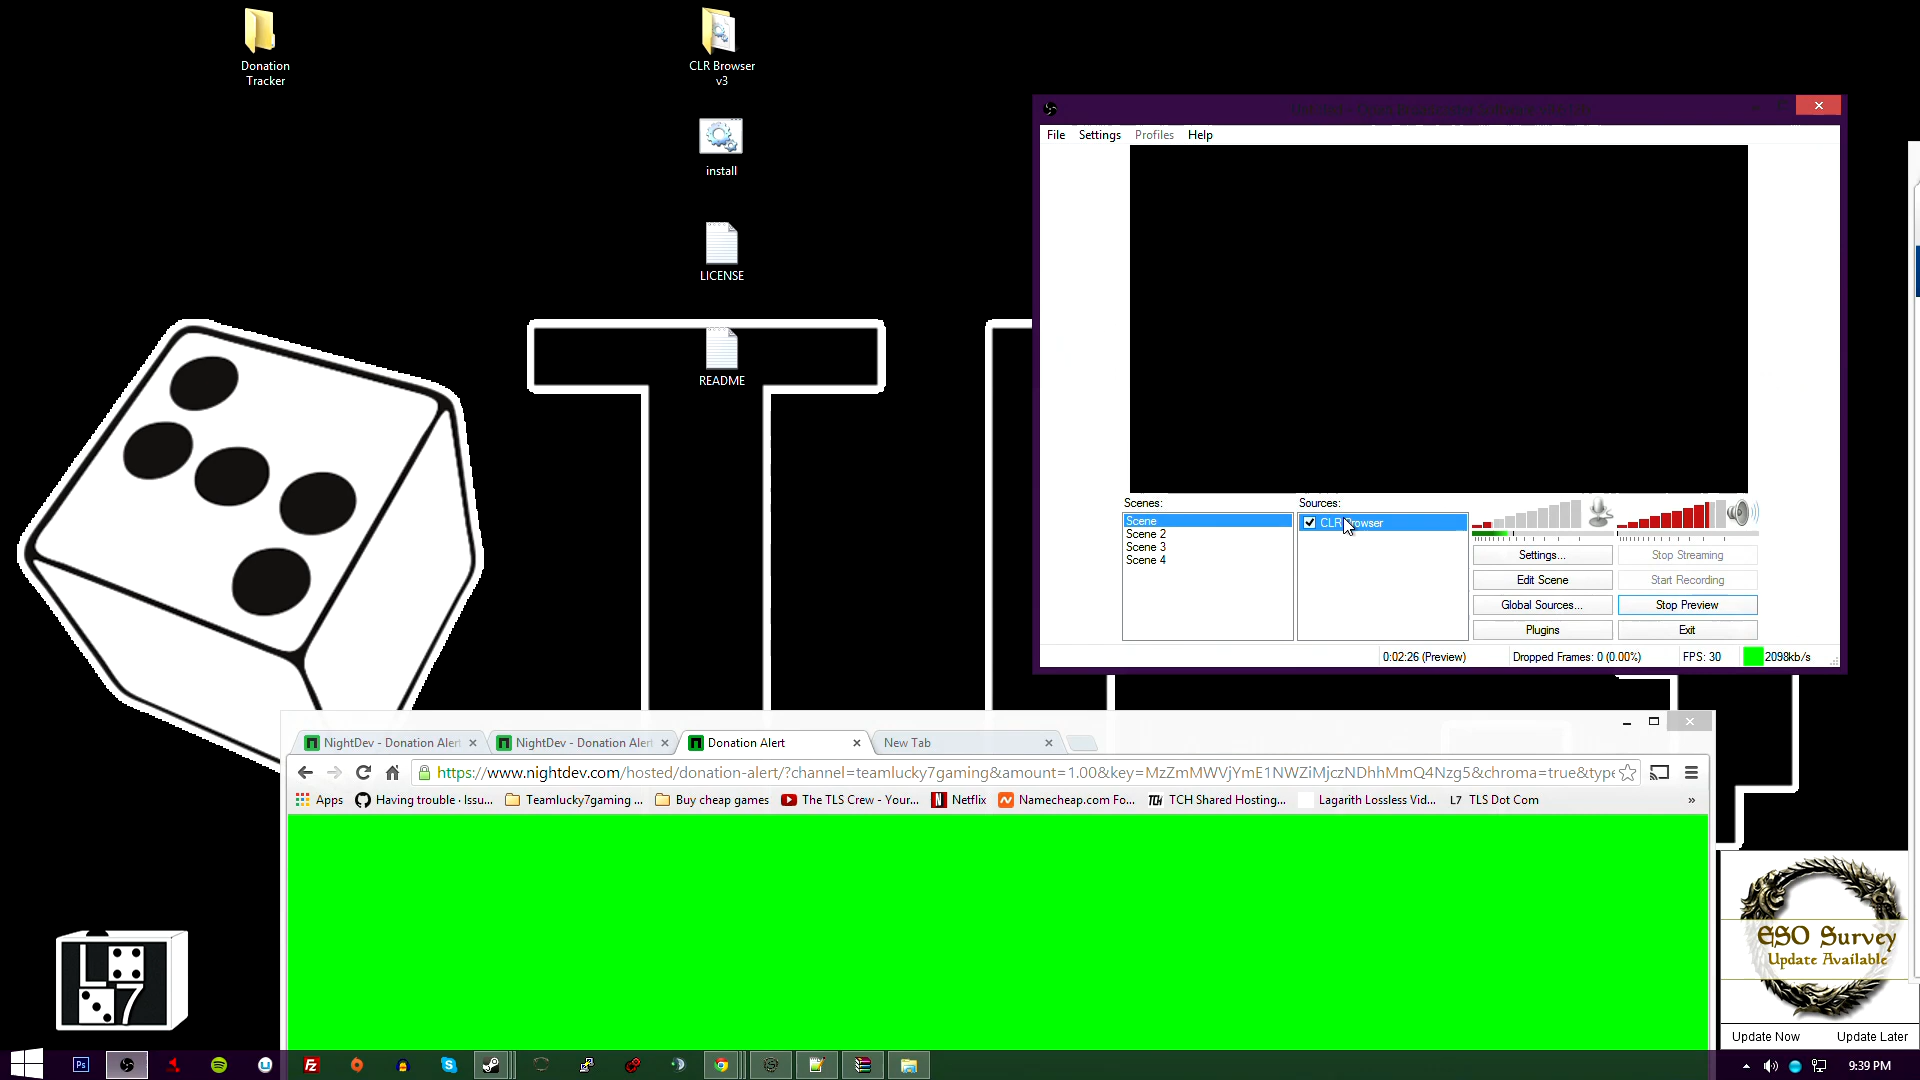 Donation
Tracker
CLR Browser
v3
install
LICENSE
README
File Settings Profiles Help
Scenes:
Scene
Scene 2
Scene 3
Scene 4
Sources:
CLR Browser
Settings...
Stop Streaming
Edit Scene
Start Recording
Global Sources...
Stop Preview
Plugins
Exit
0:02:26 (Preview)
Dropped Frames: 0 (0.00%)
FPS: 30
2098kb/s
NightDev - Donation Alert
NightDev - Donation Alert
Donation Alert
New Tab
https://www.nightdev.com/hosted/donation-alert/?channel=teamlucky7gaming&amount=1.00&key=MzZmMWVjYmE1NWZiMjczNDhhMmQ4Nzg5&chroma=true&type
Apps
Having trouble · Issu...
Teamlucky7gaming ...
Buy cheap games
The TLS Crew - Your...
Netflix
Namecheap.com Fo...
TCH Shared Hosting...
Lagarith Lossless Vid...
L7 TLS Dot Com
»
ESO Survey
Update Available
Update Now
Update Later
L
7
Ps
9:39 PM